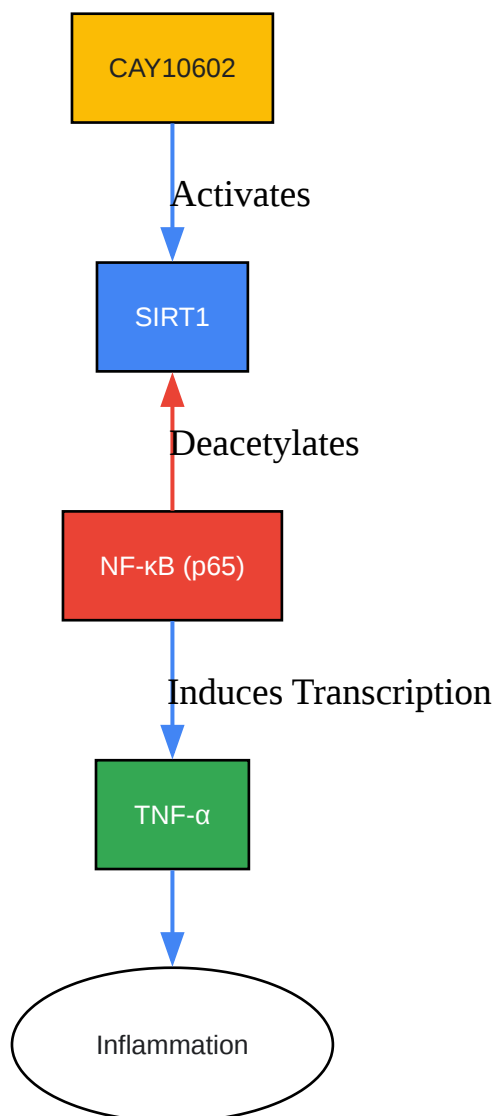 CAY10602
Activates
SIRT1
Deacetylates
NF-κB (p65)
Induces Transcription
TNF-α
Inflammation